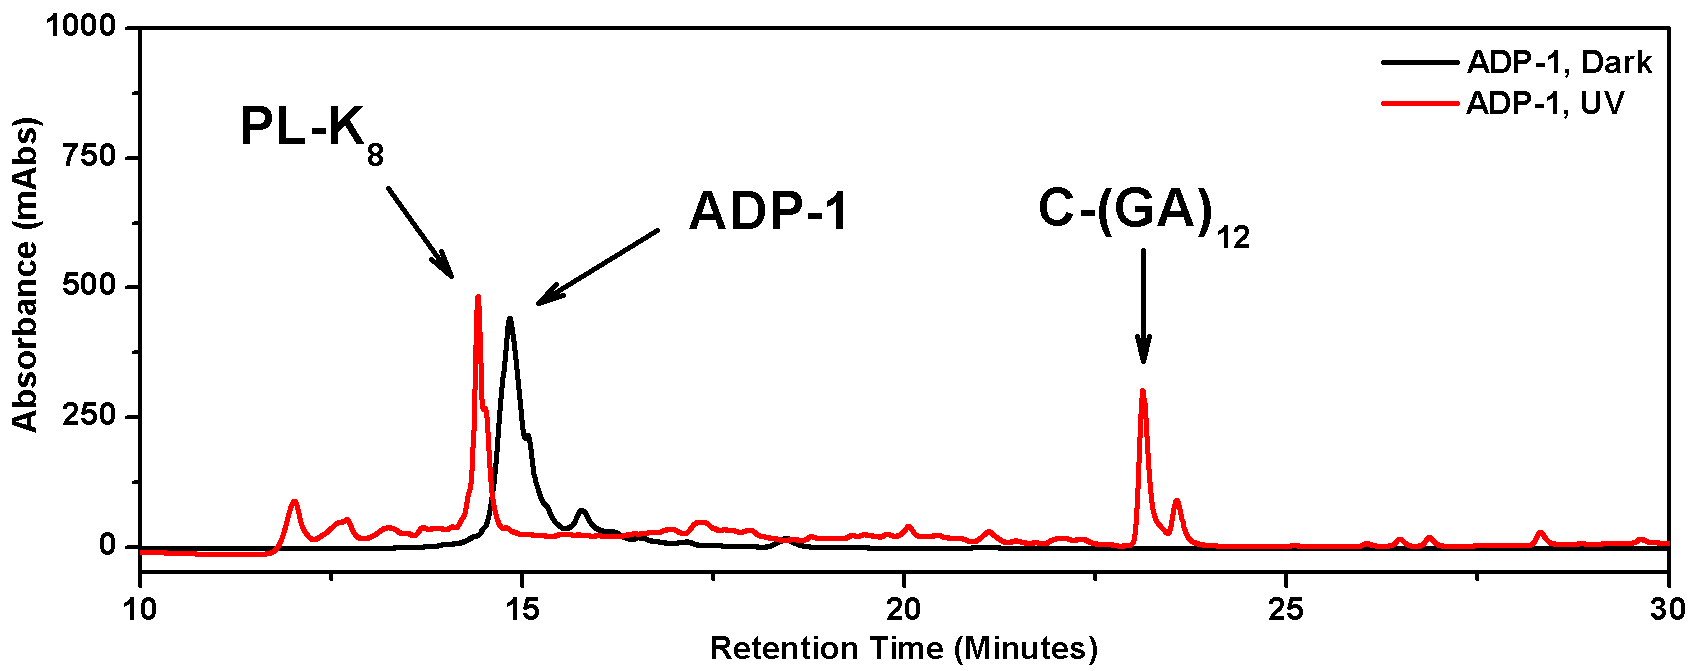 1000
750
500
250
0
Absorbance (mAbs)
ADP-1, Dark
ADP-1, UV
PL-K8
ADP-1
C-(GA)12
10 15 20 25 30
Retention Time (Minutes)